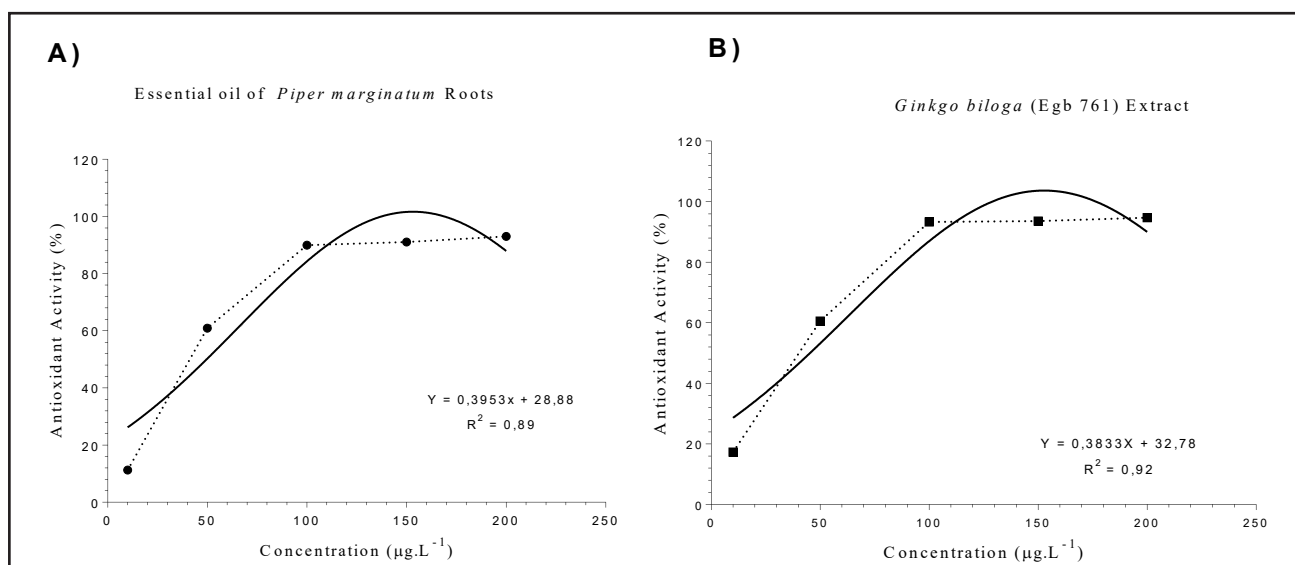 A)
Essential oil of Piper marginatum Roots
Antioxidant Activity (%)
120
100
80
60
40
20
0
Y = 0,3953x + 28,88
R² = 0,89
0 50 100 150 200 250
Concentration (µg.L⁻¹)
B)
Ginkgo biloga (Egb 761) Extract
Antioxidant Activity (%)
120
100
80
60
40
20
0
Y = 0,3833X + 32,78
R² = 0,92
0 50 100 150 200 250
Concentration (µg.L⁻¹)